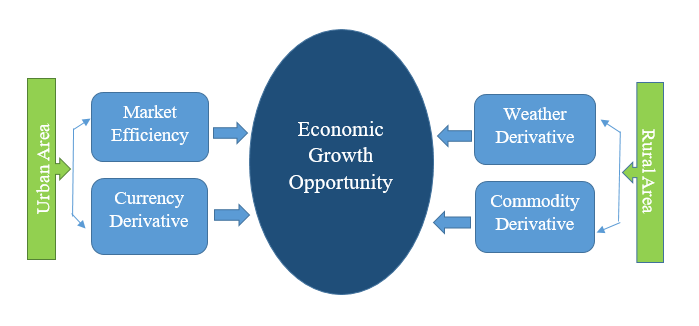 Urban Area
Market
Efficiency
Currency
Derivative
Economic
Growth
Opportunity
Weather
Derivative
Commodity
Derivative
Rural Area